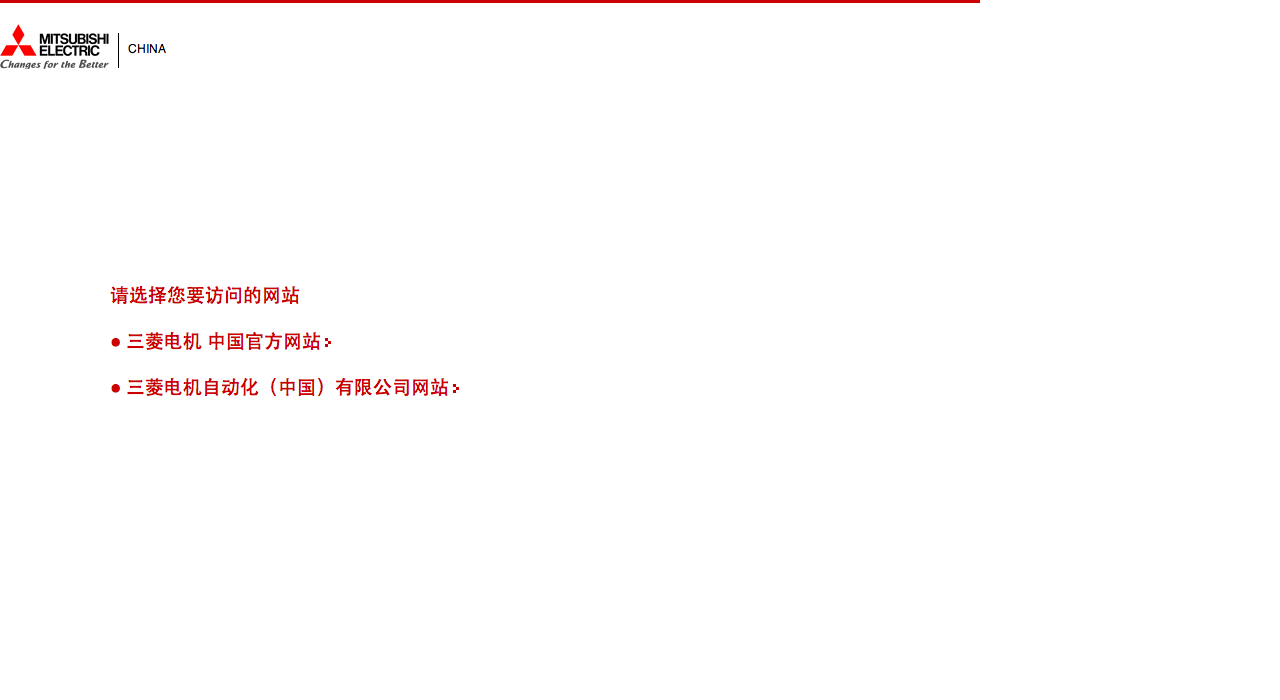 MITSUBISHI
ELECTRIC
Changes for the Better
CHINA
请选择您要访问的网站
● 三菱电机 中国官方网站
● 三菱电机自动化（中国）有限公司网站